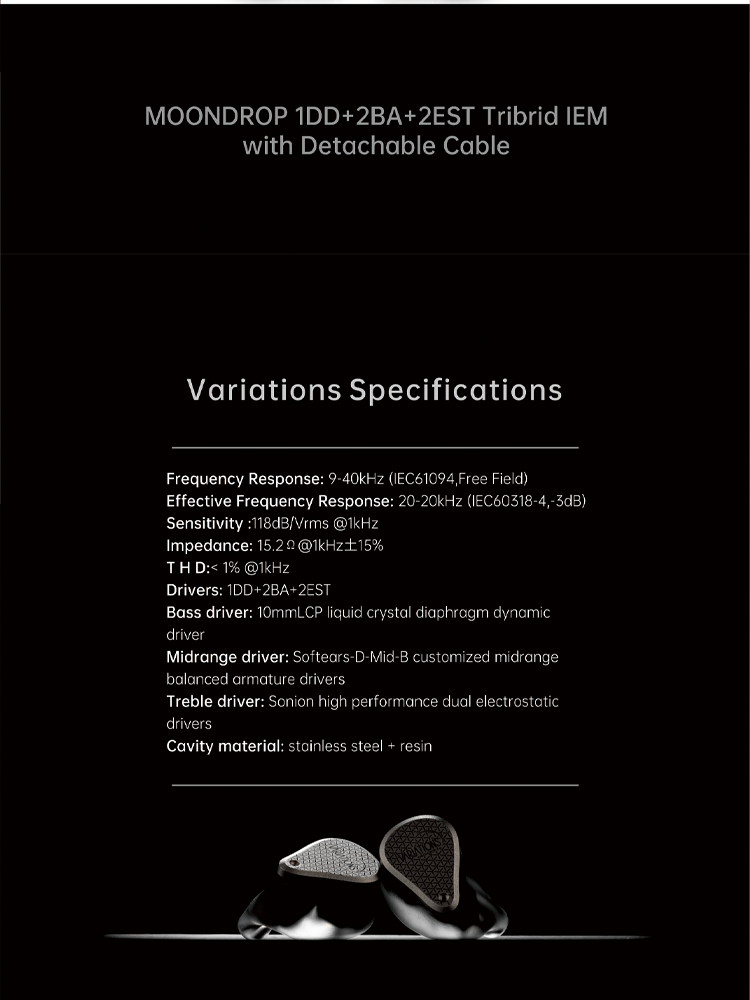 MOONDROP 1DD+2BA+2EST Tribrid IEM
with Detachable Cable
Variations Specifications
Frequency Response: 9-40kHz (IEC61094,Free Field)
Effective Frequency Response: 20-20kHz (IEC60318-4,-3dB)
Sensitivity :118dB/Vrms @1kHz
Impedance: 15.2Ω@1kHz±15%
T H D:< 1% @1kHz
Drivers: 1DD+2BA+2EST
Bass driver: 10mmLCP liquid crystal diaphragm dynamic
driver
Midrange driver: Softears-D-Mid-B customized midrange
balanced armature drivers
Treble driver: Sonion high performance dual electrostatic
drivers
Cavity material: stainless steel + resin